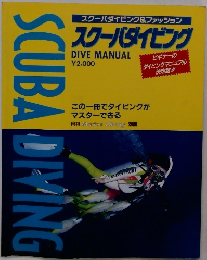 スクーバダイビング&ファッション
スクーバダイビング
DIVE MANUAL
¥2,000
ビギナーの
ダイビングマニュアル
決定版!!
この一冊でダイビングが
マスターできる
SCUBA DIVING